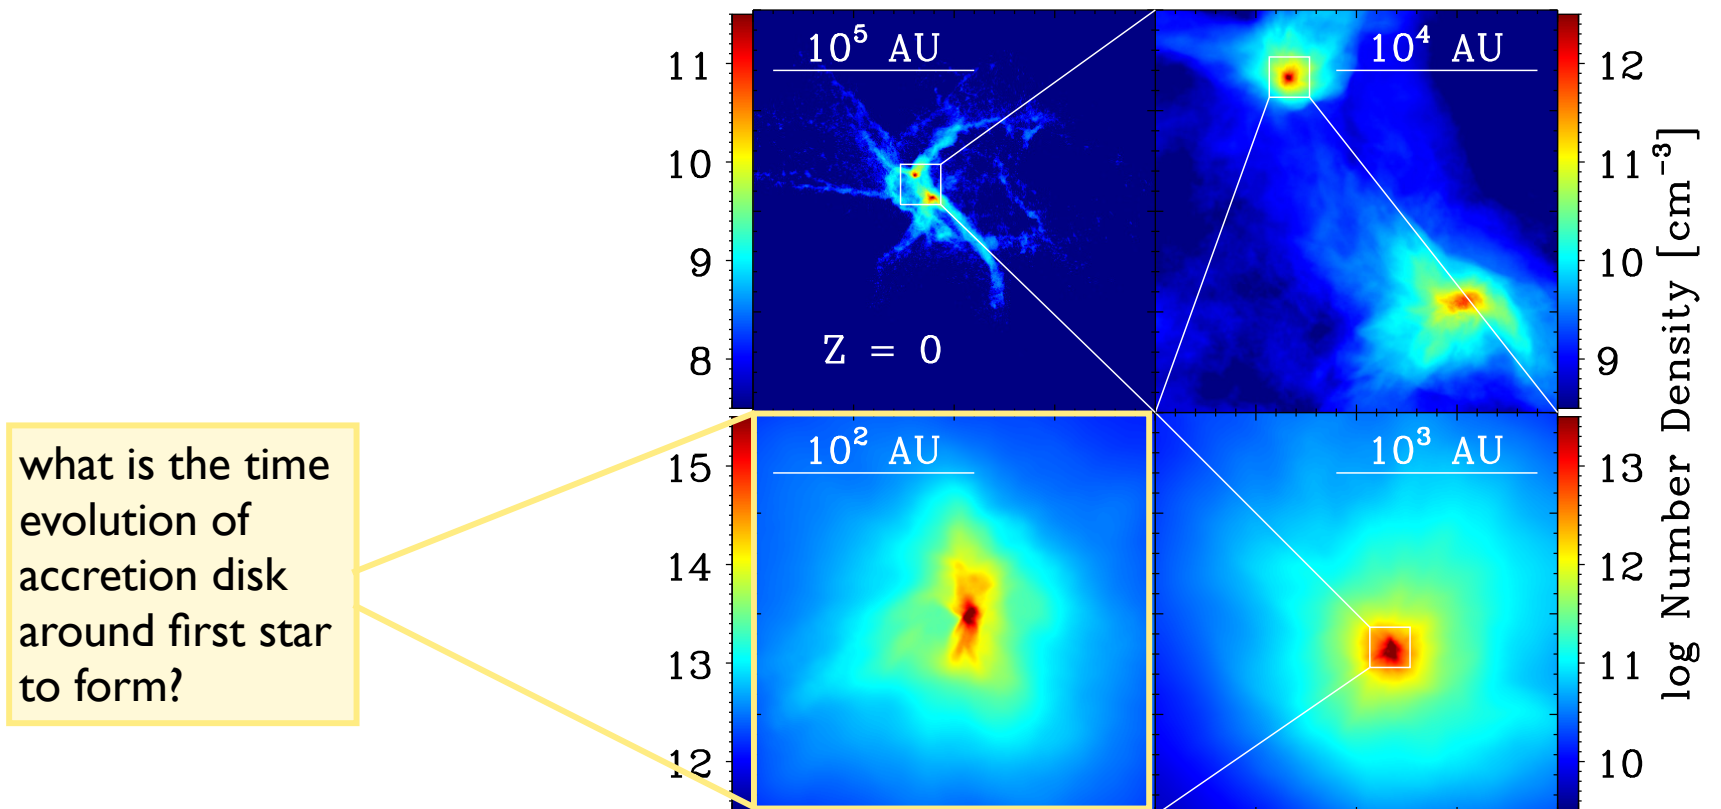 11
10
9
8
10⁵ AU
Z = 0
10⁴ AU
12
11
10
9
what is the time
evolution of
accretion disk
around first star
to form?
15
14
13
12
10² AU
10³ AU
13
12
11
10
log Number Density [cm⁻³]